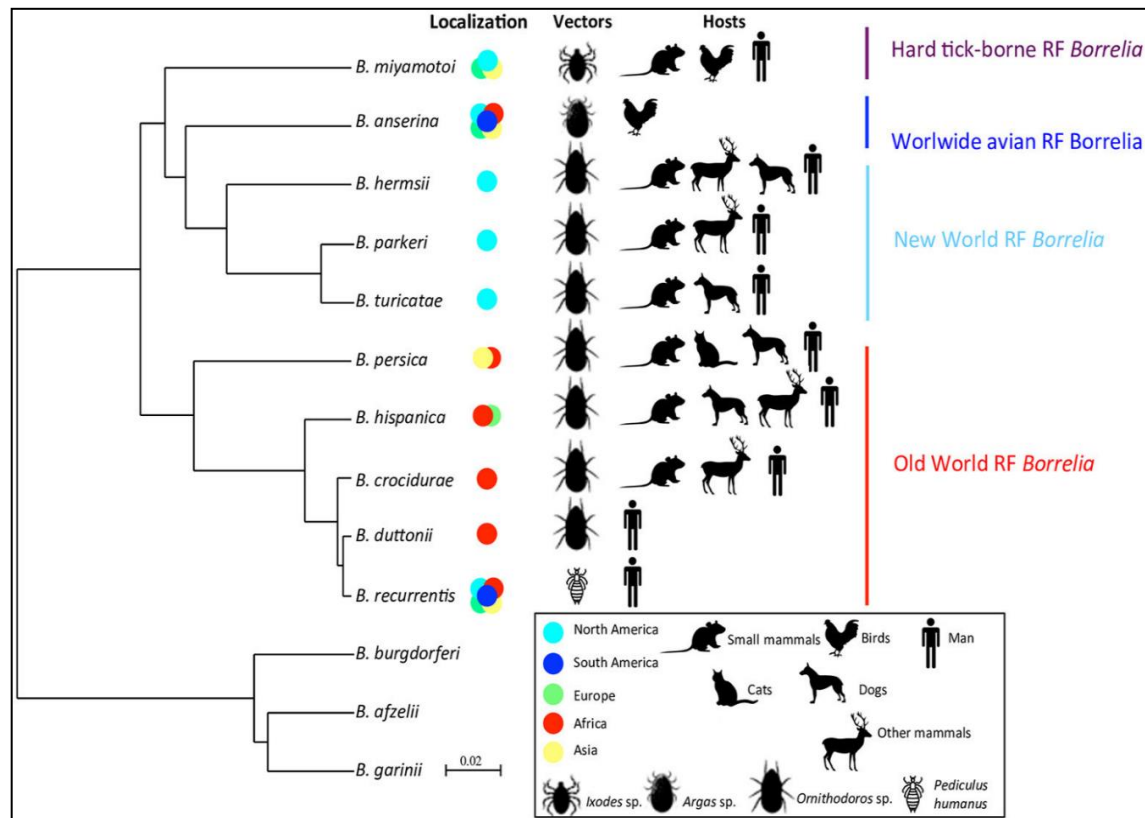 Localization Vectors Hosts
B. miyamotoi
Hard tick-borne RF Borrelia
B. anserina
Worlwide avian RF Borrelia
B. hermsii
B. parkeri
New World RF Borrelia
B. turicatae
B. persica
B. hispanica
Old World RF Borrelia
B. crocidurae
B. duttonii
B. recurrentis
B. burgdorferi
B. afzelii
B. garinii
0.02
North America
South America
Europe
Africa
Asia
Small mammals
Birds
Man
Cats
Dogs
Other mammals
Ixodes sp.
Argas sp.
Ornithodoros sp.
Pediculus
humanus